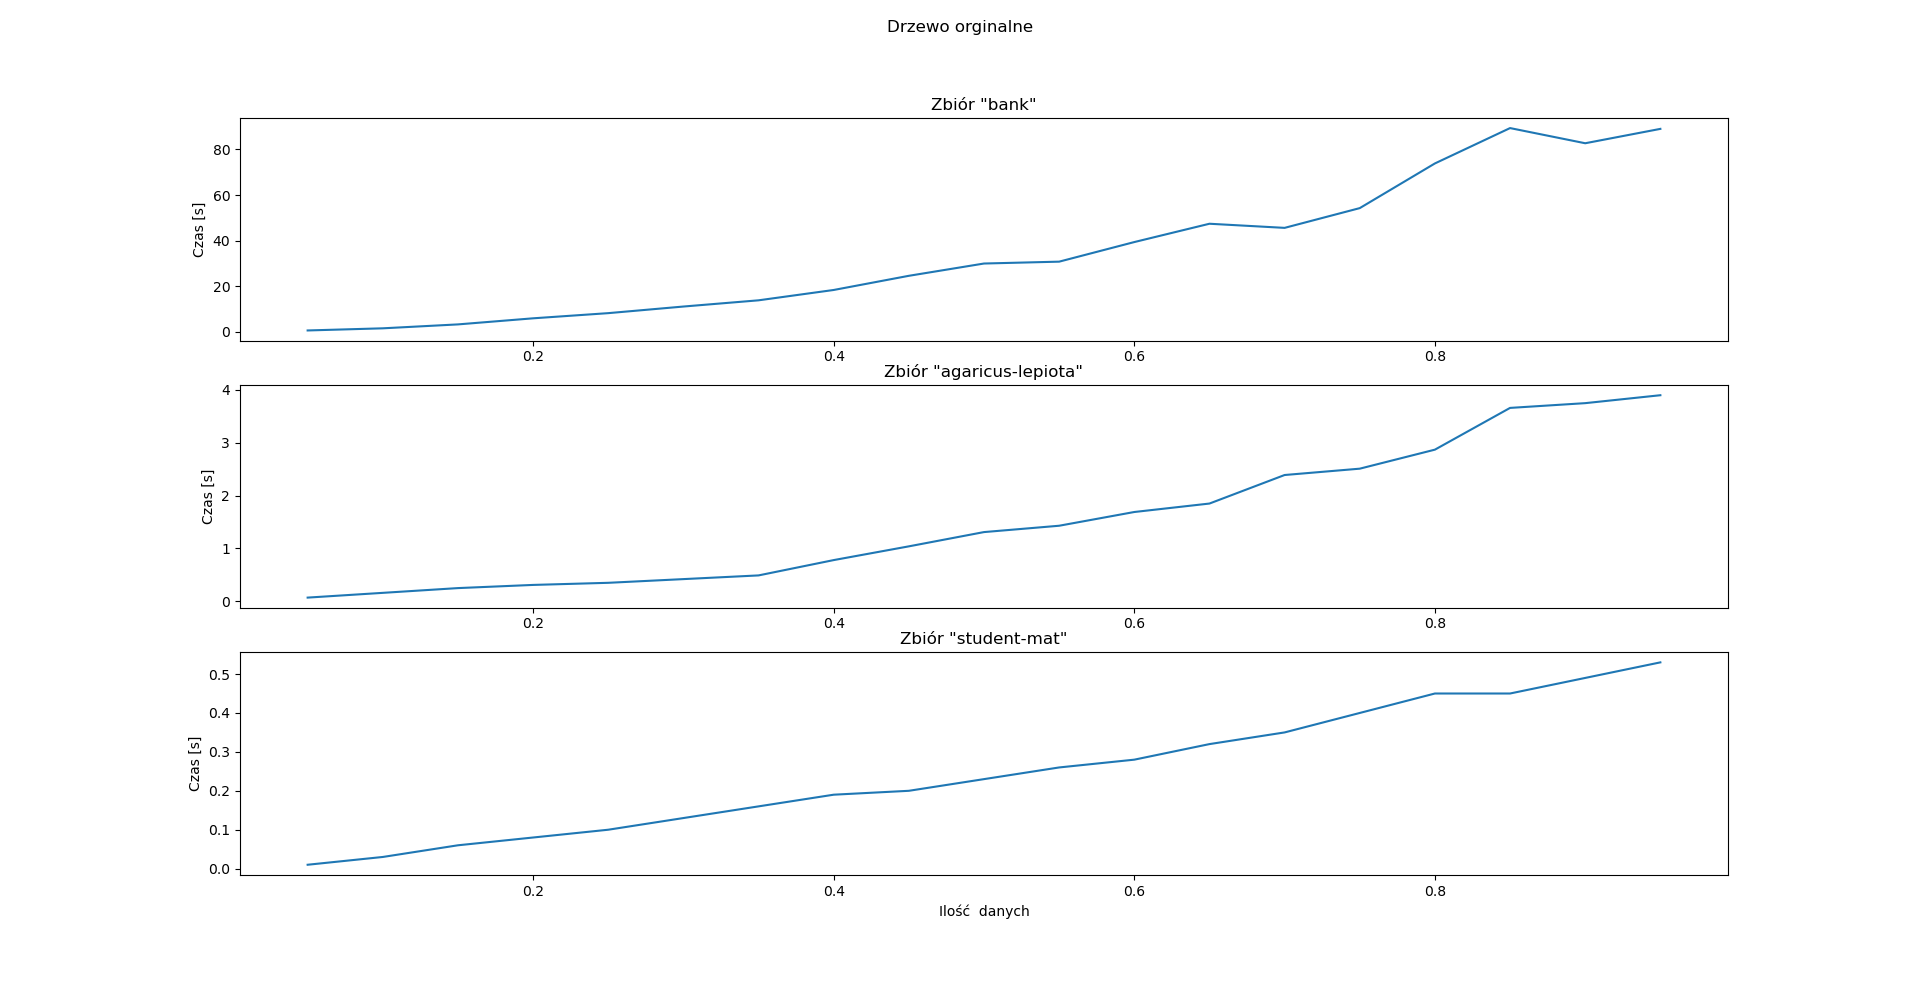 Drzewo orginalne
Zbiór "bank"
80
60
40
20
0
Czas [s]
0.2 0.4 0.6 0.8
Zbiór "agaricus-lepiota"
4
3
2
1
0
Czas [s]
0.2 0.4 0.6 0.8
Zbiór "student-mat"
0.5
0.4
0.3
0.2
0.1
0.0
Czas [s]
0.2 0.4 0.6 0.8
Ilość  danych